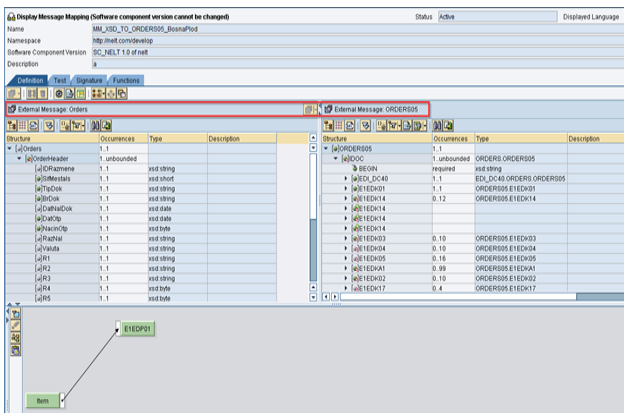 Display Message Mapping (Software component version cannot be changed) Status Active Displayed Language
Name MM_XSD_TO_ORDERS05_BosnaPlod
Namespace http://nelt.com/develop
Software Component Version SC_NELT 1.0 of nelt
Description a
Definition Test Signature Functions
External Message: Orders External Message: ORDERS05
Structure Occurrences Type Description Structure Occurrences Type Description
Orders 1..1 ORDERS05 1..1
OrderHeader 1..unbounded IDOC 1..unbounded ORDERS.ORDERS05
IDRazmene 1..1 xsd:string BEGIN required xsd:string
SifMestaIs 1..1 xsd:short EDI_DC40 1..1 EDI_DC40.ORDERS.ORDERS05
TipDok 1..1 xsd:string E1EDK01 1..1 ORDERS05.E1EDK01
BrDok 1..1 xsd:string E1EDK14 0..12 ORDERS05.E1EDK14
DatNalDok 1..1 xsd:date E1EDK14
DatOtp 1..1 xsd:date E1EDK14
NacinOtp 1..1 xsd:byte E1EDK14
RazNal 1..1 xsd:string E1EDK03 0..10 ORDERS05.E1EDK03
Valuta 1..1 xsd:string E1EDK04 0..10 ORDERS05.E1EDK04
R1 1..1 xsd:string E1EDK05 0..16 ORDERS05.E1EDK05
R2 1..1 xsd:string E1EDKA1 0..99 ORDERS05.E1EDKA1
R3 1..1 xsd:string E1EDK02 0..10 ORDERS05.E1EDK02
R4 1..1 xsd:byte E1EDK17 0..4 ORDERS05.E1EDK17
R5 1..1 xsd:byte
E1EDP01
Item